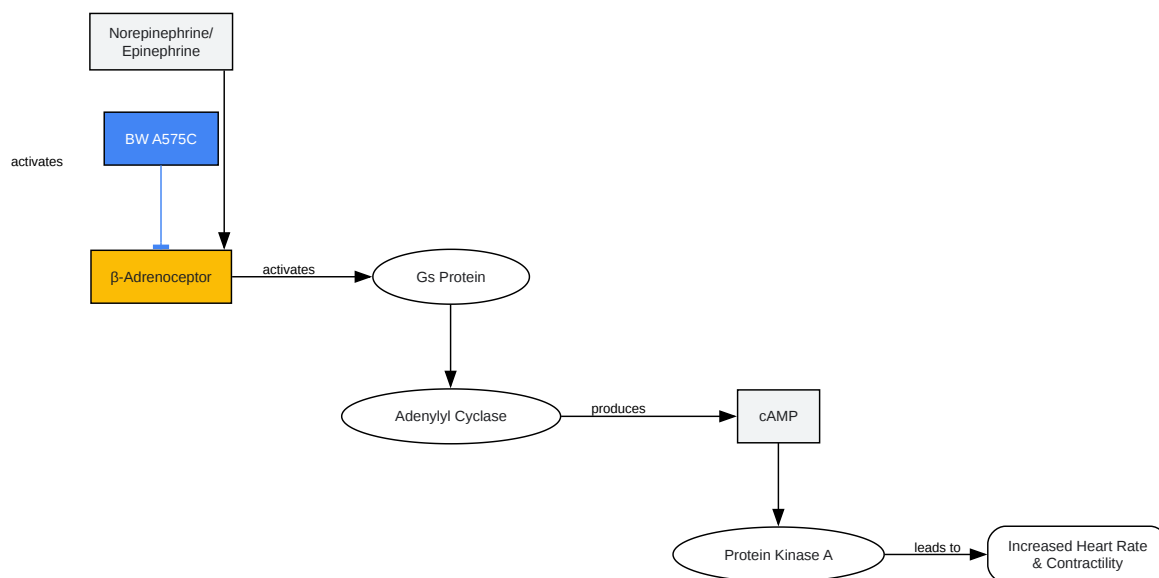 Norepinephrine/
Epinephrine
BW A575C
activates
β-Adrenoceptor
activates
Gs Protein
Adenylyl Cyclase
produces
cAMP
Protein Kinase A
leads to
Increased Heart Rate
& Contractility